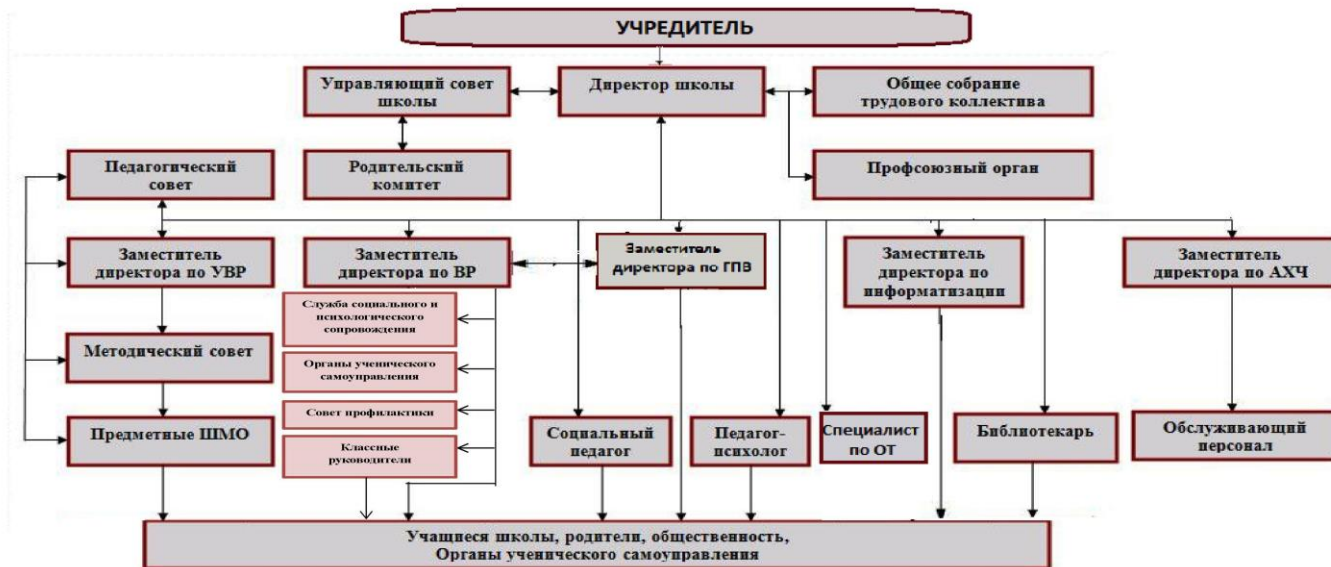 УЧРЕДИТЕЛЬ
Управляющий совет
школы
Директор школы
Общее собрание
трудового коллектива
Педагогический
совет
Родительский
комитет
Профсоюзный орган
Заместитель
директора по УВР
Заместитель
директора по ВР
Заместитель
директора по ГПВ
Заместитель
директора по
информатизации
Заместитель
директора по АХЧ
Служба социального и
психологического
сопровождения
Методический совет
Органы ученического
самоуправления
Совет профилактики
Предметные ШМО
Классные
руководители
Социальный
педагог
Педагог-
психолог
Специалист
по ОТ
Библиотекарь
Обслуживающий
персонал
Учащиеся школы, родители, общественность,
Органы ученического самоуправления